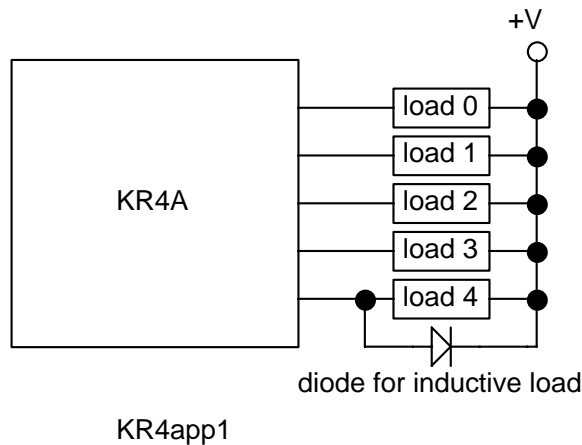 +V
load 0
load 1
KR4A
load 2
load 3
load 4
diode for inductive load
KR4app1